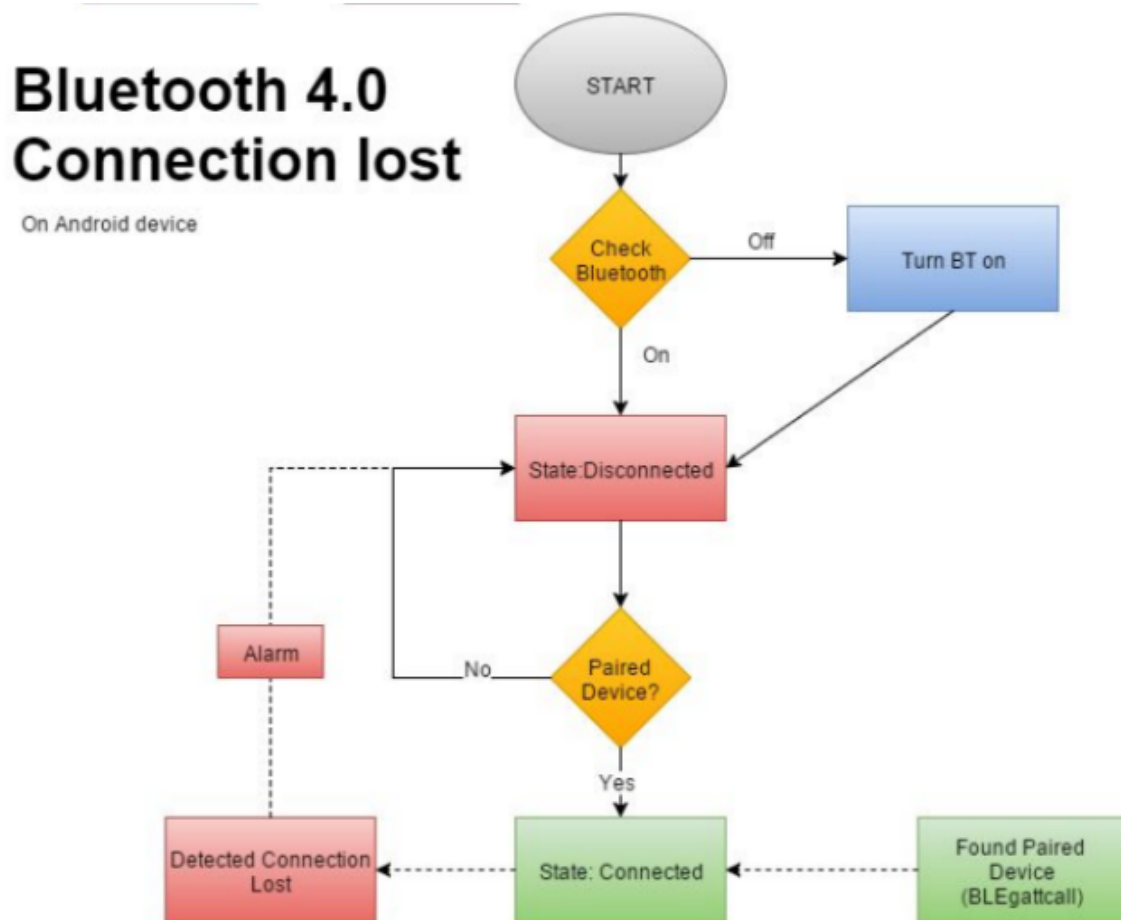 Bluetooth 4.0
Connection lost
On Android device
START
Check
Bluetooth
Off
Turn BT on
On
State:Disconnected
Alarm
No
Paired
Device?
Yes
Detected Connection
Lost
State: Connected
Found Paired
Device
(BLEgattcall)